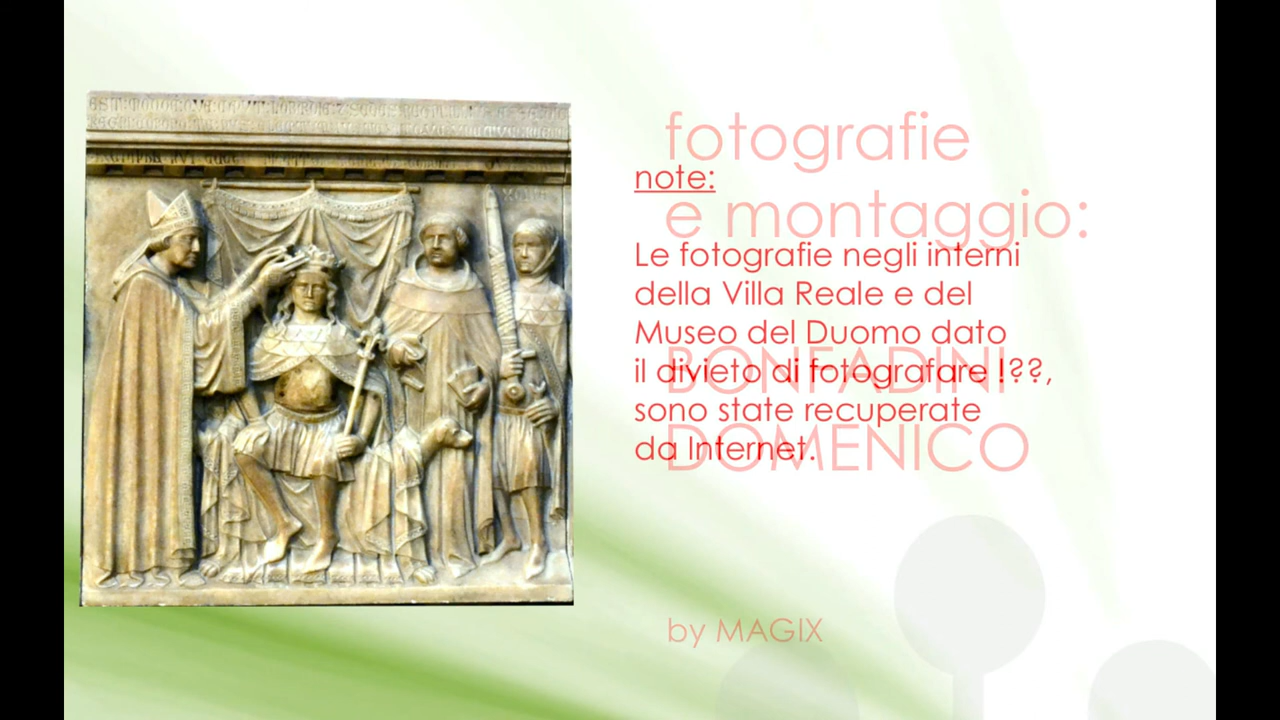 fotografie
e montaggio:
BONFADINI
DOMENICO
by MAGIX
note:
Le fotografie negli interni
della Villa Reale e del
Museo del Duomo dato
il divieto di fotografare !??,
sono state recuperate
da Internet.